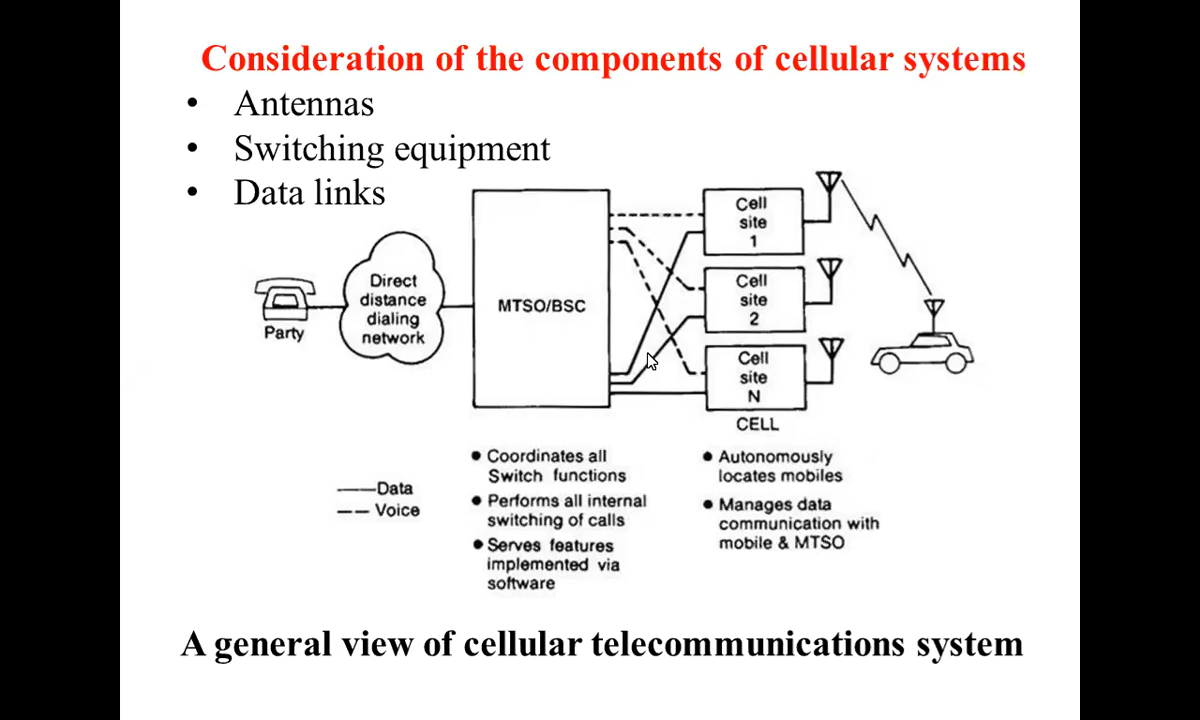 Consideration of the components of cellular systems
• Antennas
• Switching equipment
• Data links
Party
Direct
distance
dialing
network
MTSO/BSC
Cell
site
1
Cell
site
2
Cell
site
N
CELL
Data
Voice
• Coordinates all
Switch functions
• Performs all internal
switching of calls
• Serves features
implemented via
software
• Autonomously
locates mobiles
• Manages data
communication with
mobile & MTSO
A general view of cellular telecommunications system